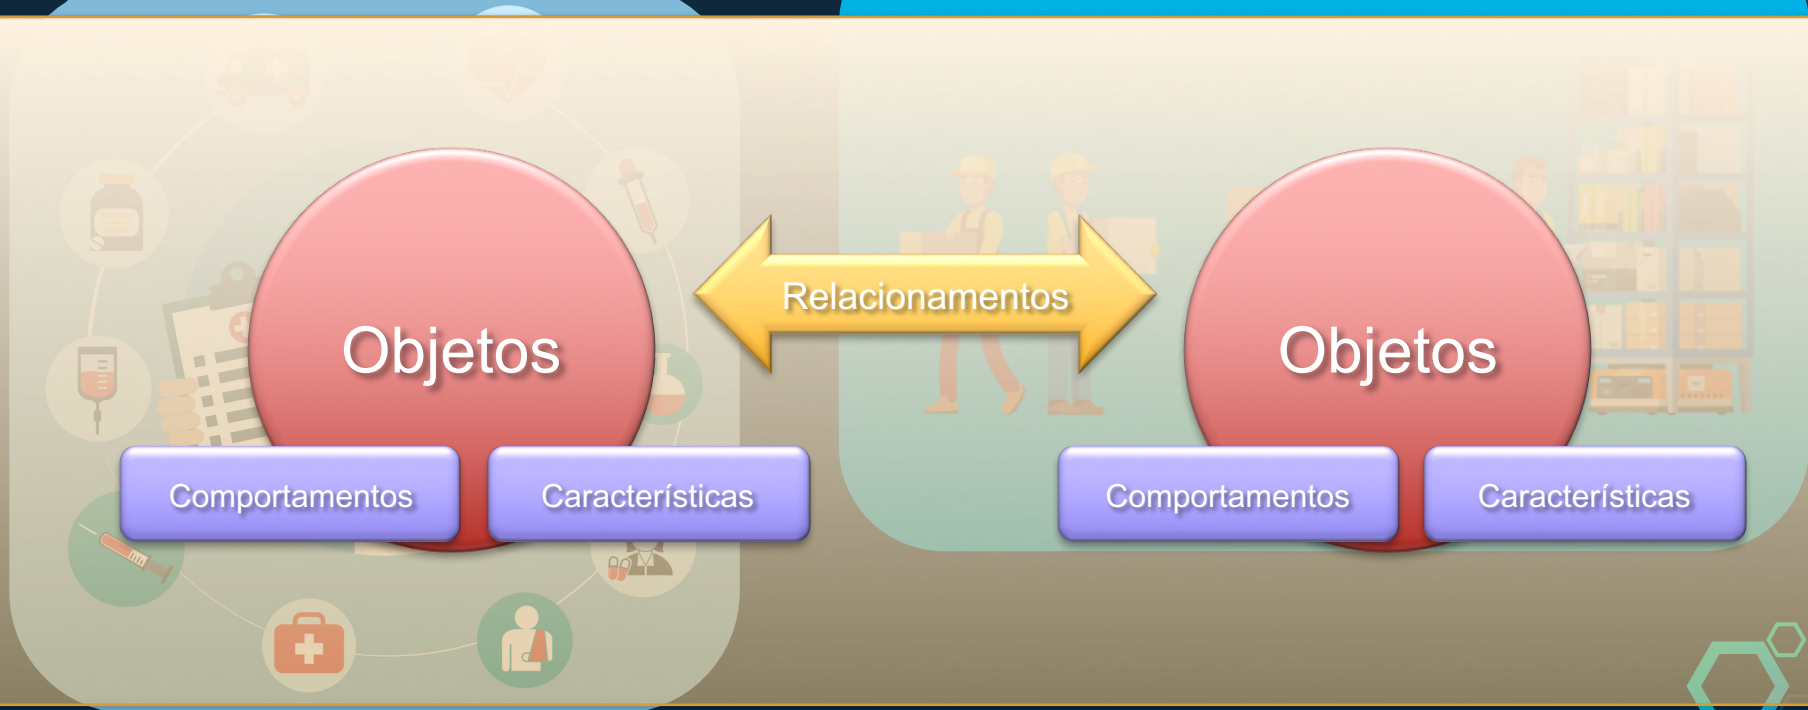 Relacionamentos
Objetos
Objetos
Comportamentos
Características
Comportamentos
Características